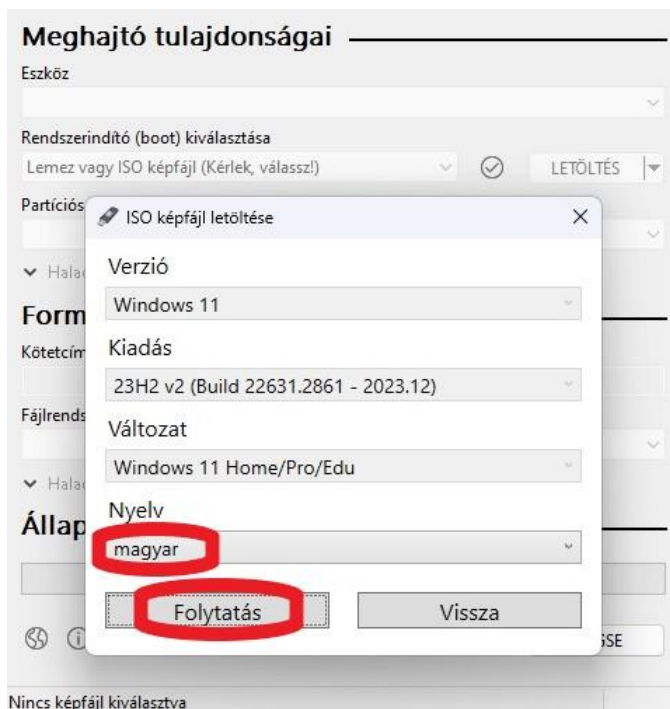 Meghajtó tulajdonságai
Eszköz
Rendszerindító (boot) kiválasztása
Lemez vagy ISO képfájl (Kérlek, válassz!)
LETÖLTÉS
Partíciós
ISO képfájl letöltése
Verzió
Windows 11
Kiadás
23H2 v2 (Build 22631.2861 - 2023.12)
Változat
Windows 11 Home/Pro/Edu
Nyelv
magyar
Folytatás
Vissza
Halad
Form
Kötetcím
Fájlrends
Halad
Állap
Nincs képfájl kiválasztva